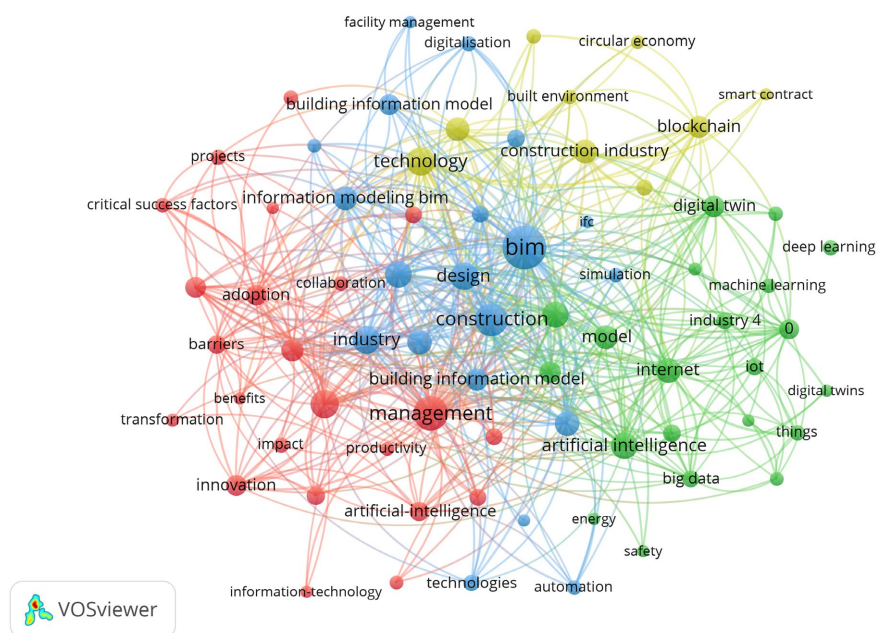 facility management
digitalisation
circular economy
building information model
built environment
smart contract
blockchain
construction industry
projects
technology
critical success factors
information modeling bim
digital twin
ifc
bim
deep learning
collaboration
design
simulation
machine learning
adoption
construction
industry 4
0
barriers
industry
model
internet
iot
building information model
benefits
digital twins
transformation
management
things
impact
productivity
artificial intelligence
innovation
big data
artificial-intelligence
energy
safety
information-technology
technologies
automation
VOSviewer